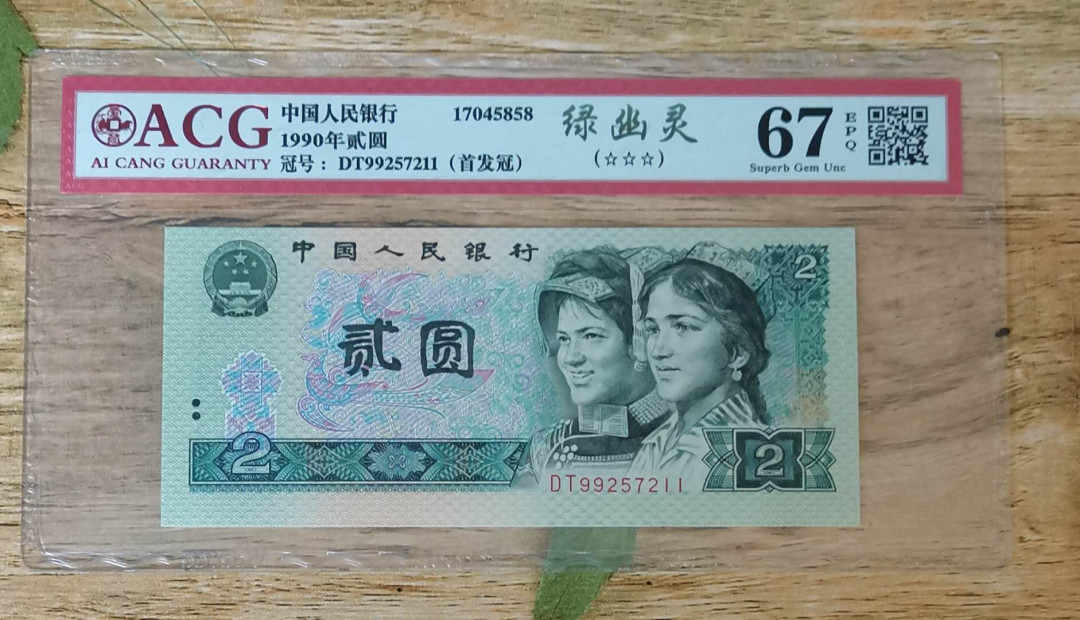 ACG
AI CANG GUARANTY
中国人民银行 17045858
1990年贰圆
冠号： DT99257211（首发冠）
绿幽灵
(☆☆☆)
67
EPQ
Superb Gem Unc
中国人民银行
2
贰圆
2
2
DT99257211